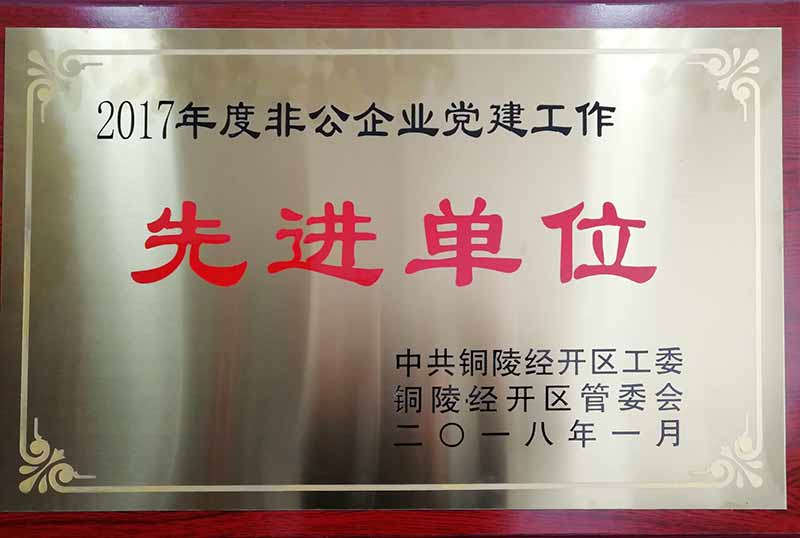 2017年度非公企业党建工作
先进单位
中共铜陵经开区工委
铜陵经开区管委会
二〇一八年一月